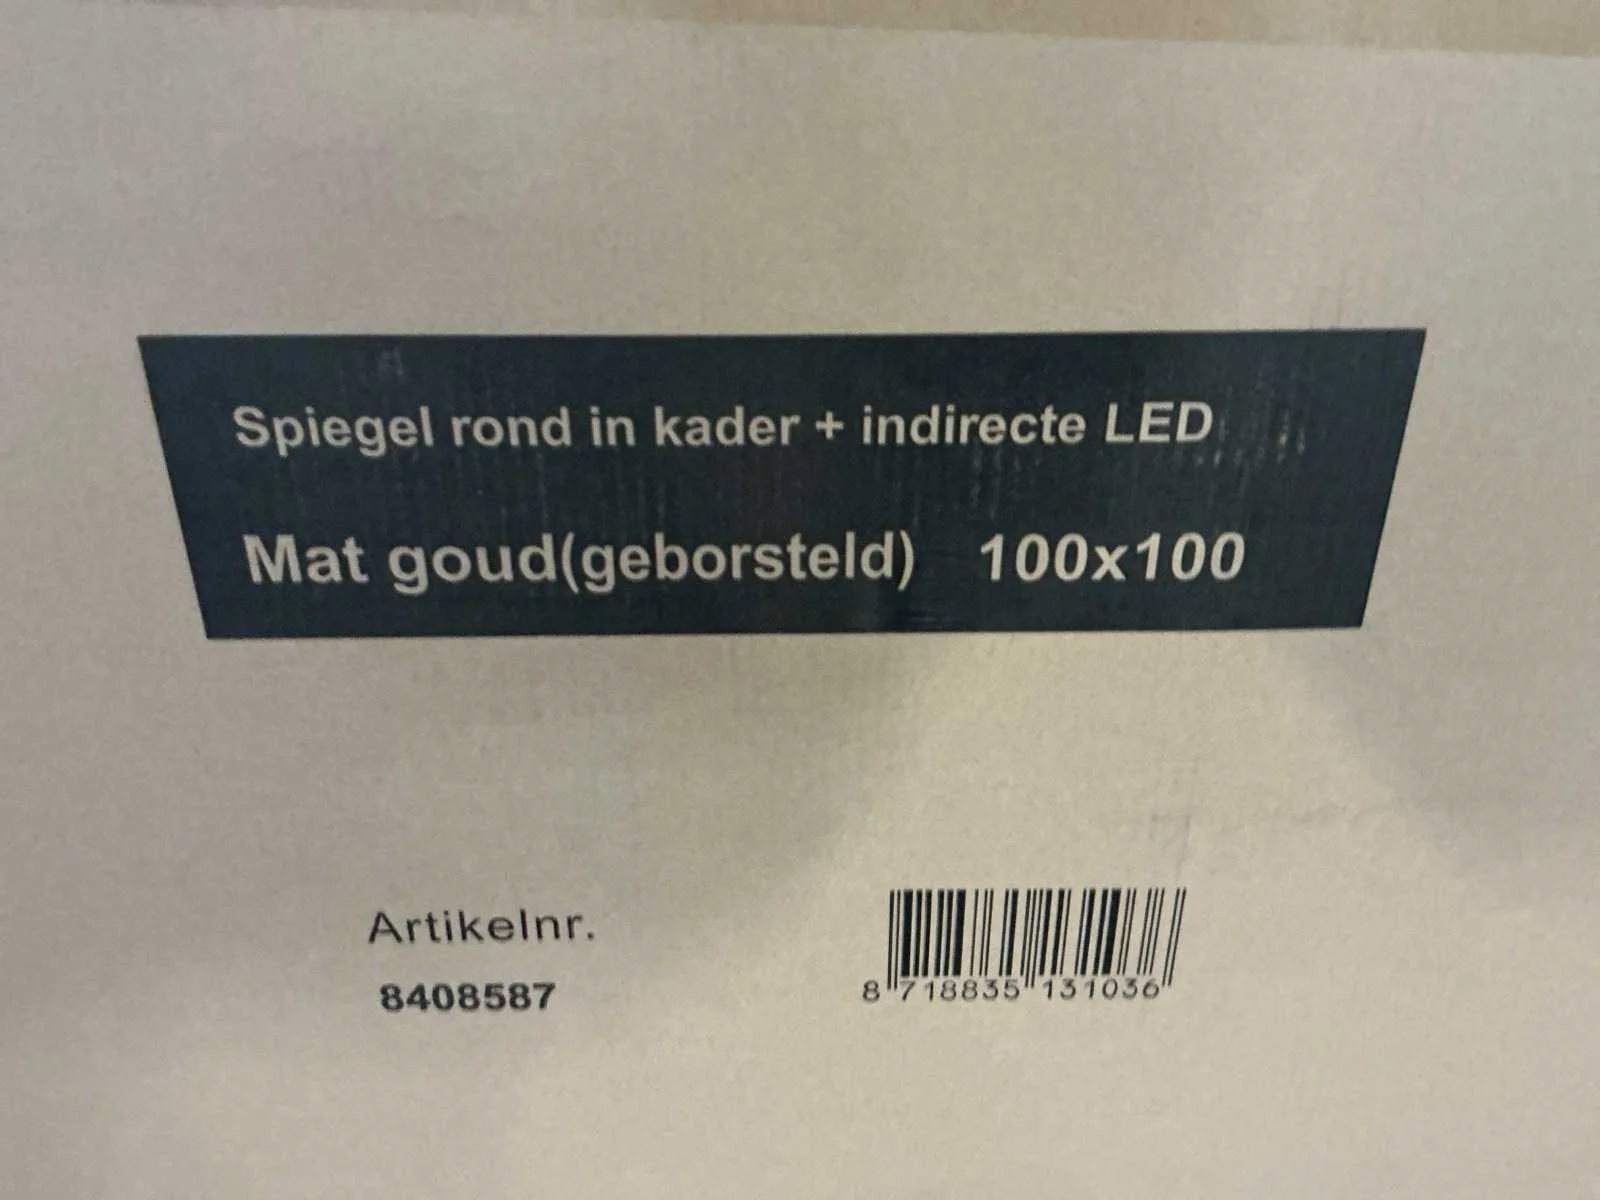 Spiegel rond in kader + indirecte LED
Mat goud(geborsteld) 100x100
Artikelnr.
8408587
8 718835 131036